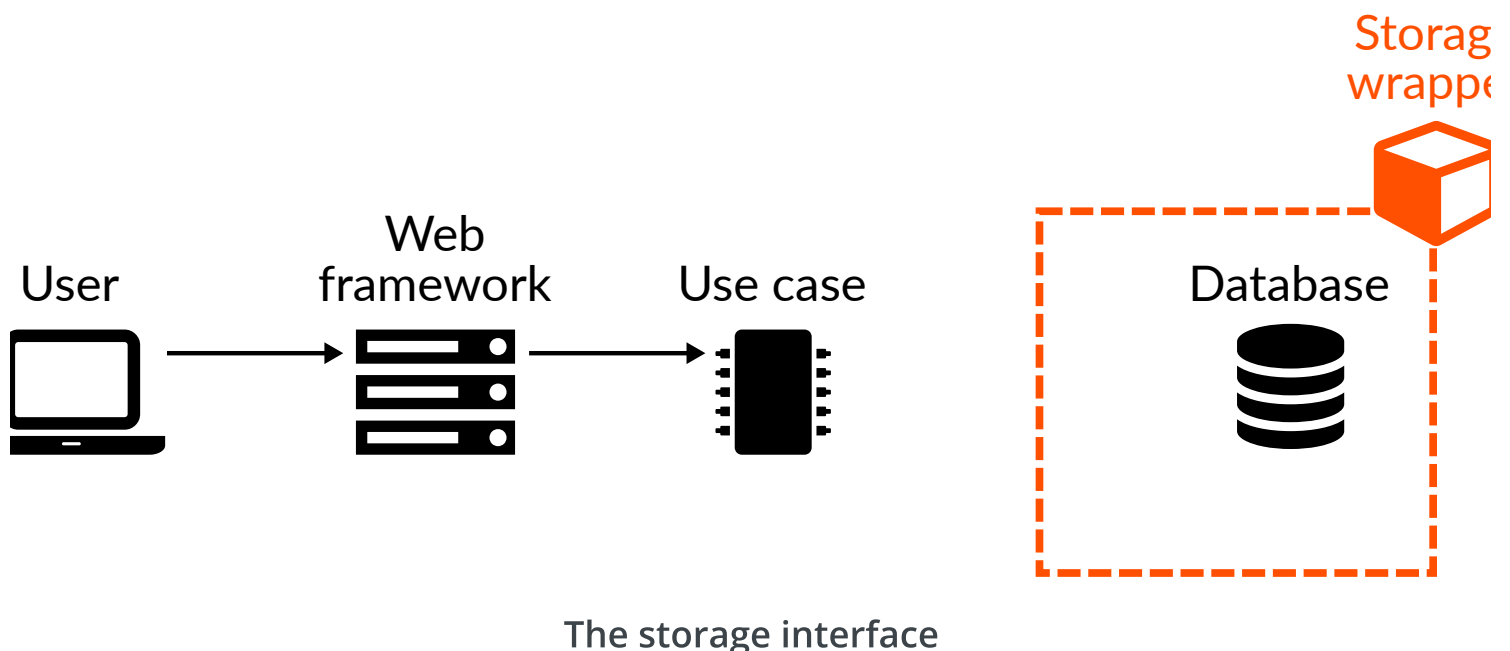 Storag
wrappe
Web
User framework Use case Database
The storage interface